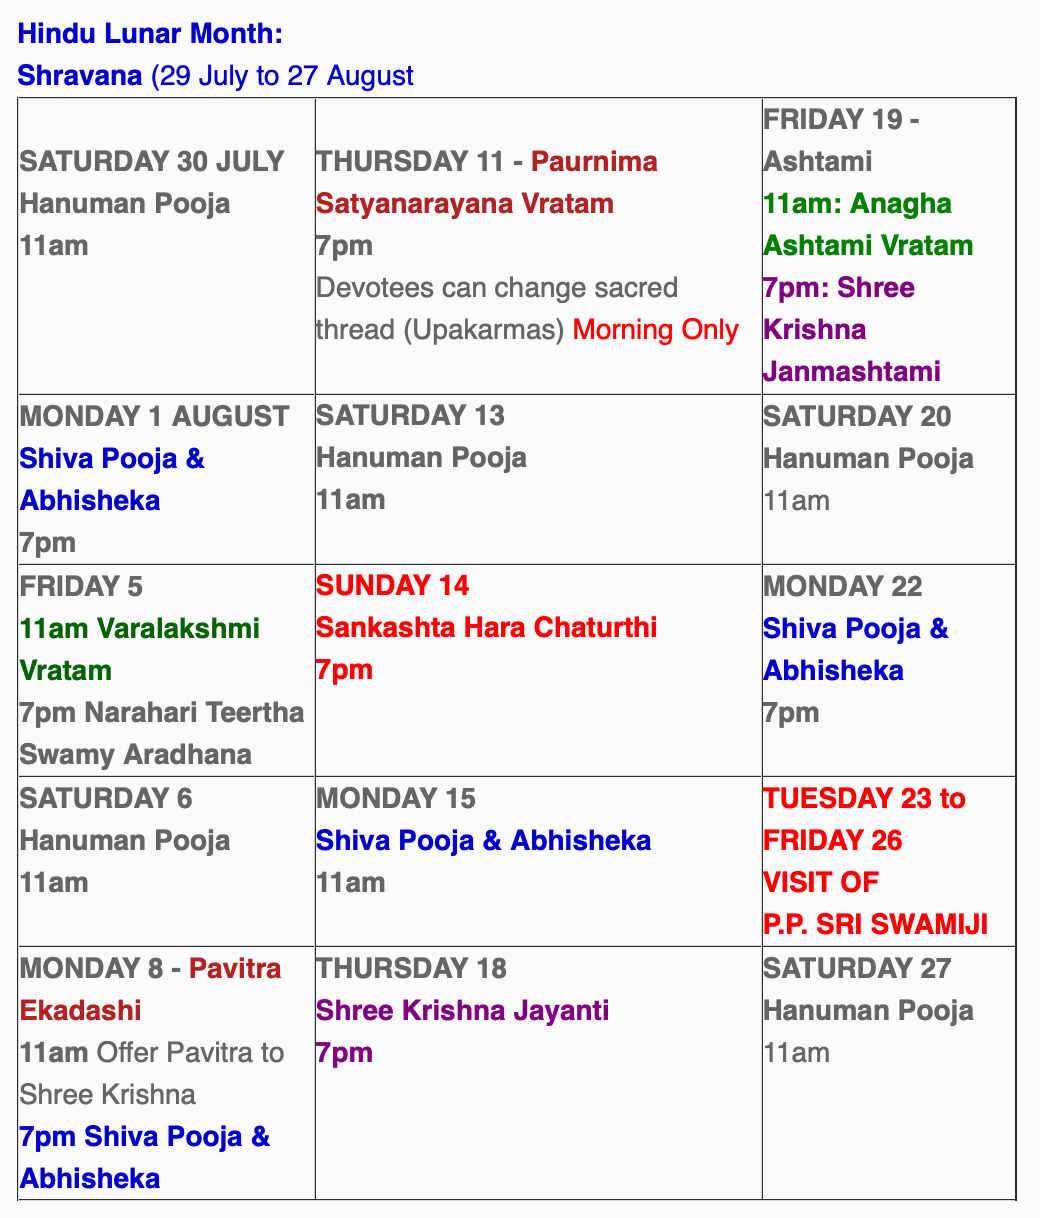 Hindu Lunar Month:
Shravana (29 July to 27 August
SATURDAY 30 JULY
Hanuman Pooja
11am
THURSDAY 11 - Paurnima
Satyanarayana Vratam
7pm
Devotees can change sacred
thread (Upakarmas) Morning Only
FRIDAY 19 -
Ashtami
11am: Anagha
Ashtami Vratam
7pm: Shree
Krishna
Janmashtami
MONDAY 1 AUGUST
Shiva Pooja &
Abhisheka
7pm
SATURDAY 13
Hanuman Pooja
11am
SATURDAY 20
Hanuman Pooja
11am
FRIDAY 5
11am Varalakshmi
Vratam
7pm Narahari Teertha
Swamy Aradhana
SUNDAY 14
Sankashta Hara Chaturthi
7pm
MONDAY 22
Shiva Pooja &
Abhisheka
7pm
SATURDAY 6
Hanuman Pooja
11am
MONDAY 15
Shiva Pooja & Abhisheka
11am
TUESDAY 23 to
FRIDAY 26
VISIT OF
P.P. SRI SWAMIJI
MONDAY 8 - Pavitra
Ekadashi
11am Offer Pavitra to
Shree Krishna
7pm Shiva Pooja &
Abhisheka
THURSDAY 18
Shree Krishna Jayanti
7pm
SATURDAY 27
Hanuman Pooja
11am